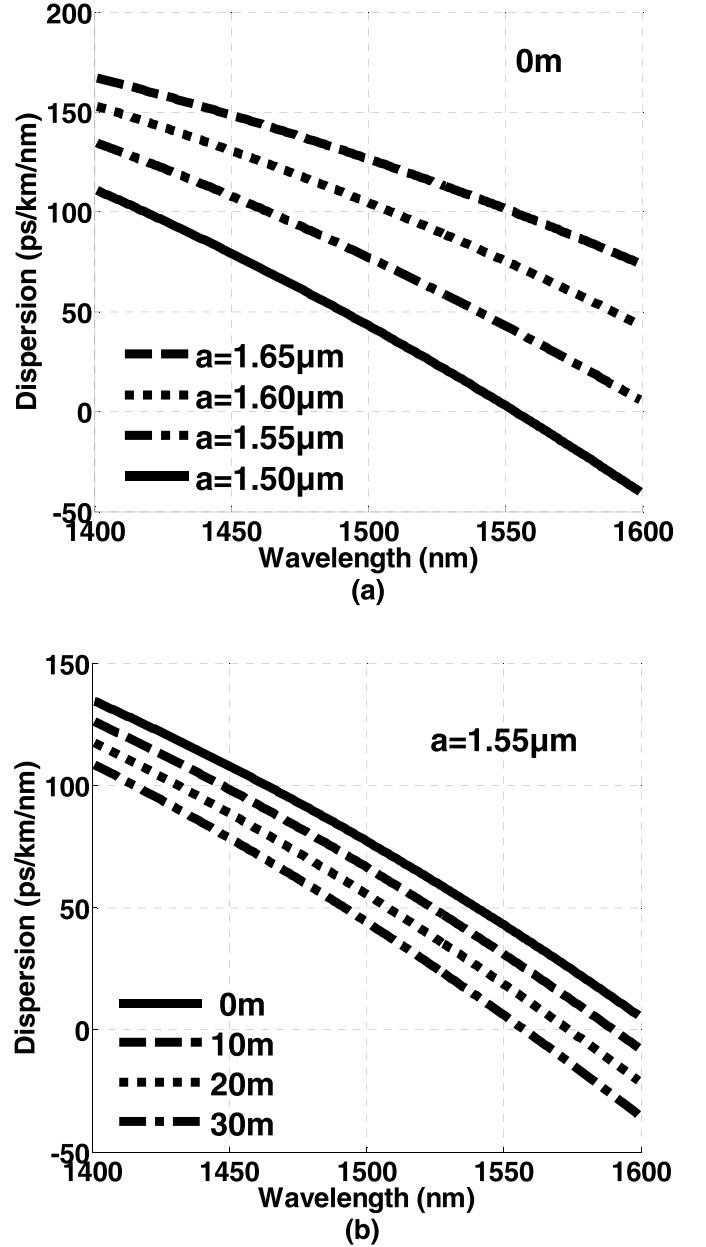 200
0m
150
100
50
0
-50
Dispersion (ps/km/nm)
a=1.65µm
a=1.60µm
a=1.55µm
a=1.50µm
1400 1450 1500 1550 1600
Wavelength (nm)
(a)
150
a=1.55µm
100
50
0
-50
Dispersion (ps/km/nm)
0m
10m
20m
30m
1400 1450 1500 1550 1600
Wavelength (nm)
(b)